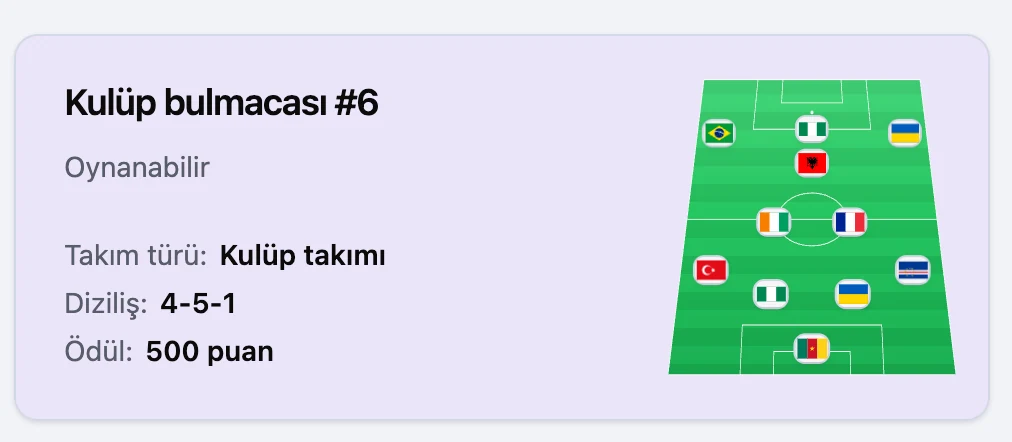 Kulüp bulmacası #6
Oynanabilir
Takım türü: Kulüp takımı
Diziliş: 4-5-1
Ödül: 500 puan